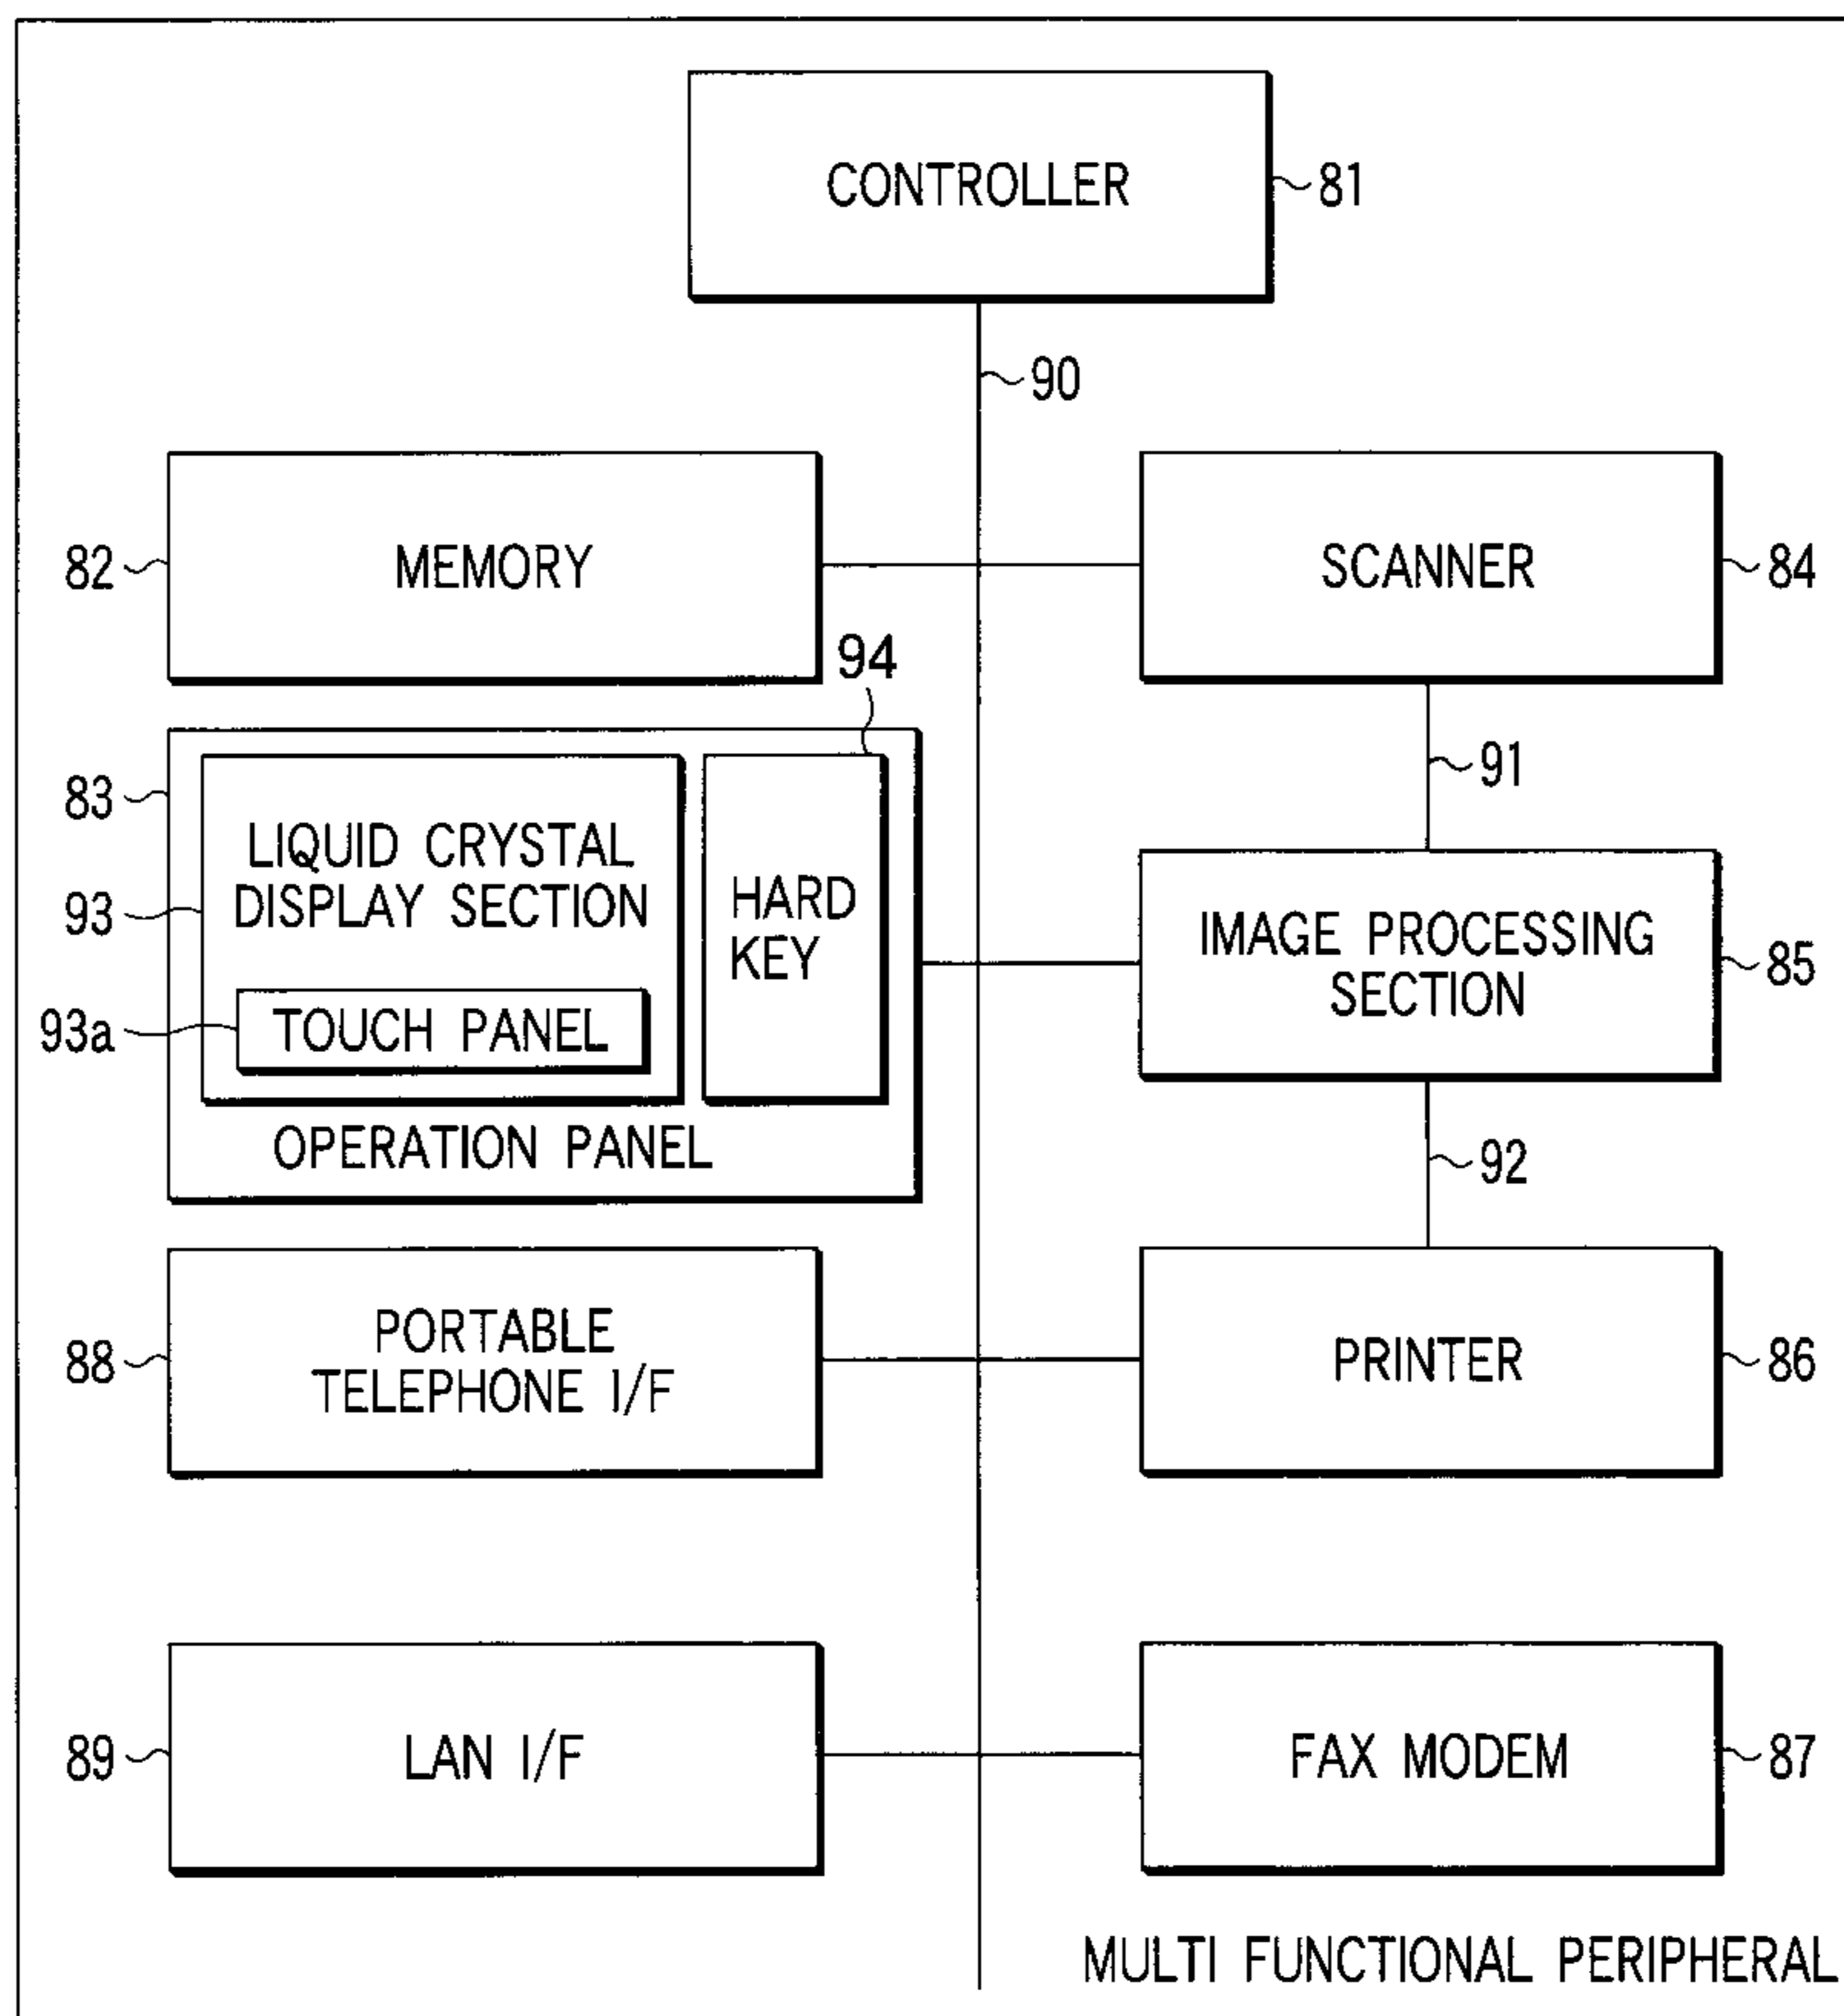 CONTROLLER
81
90
82
MEMORY
SCANNER
84
94
83
91
LIQUID CRYSTAL
DISPLAY SECTION
93
HARD
KEY
IMAGE PROCESSING
SECTION
85
93a
TOUCH PANEL
OPERATION PANEL
92
88
PORTABLE
TELEPHONE I/F
PRINTER
86
89
LAN I/F
FAX MODEM
87
MULTI FUNCTIONAL PERIPHERAL